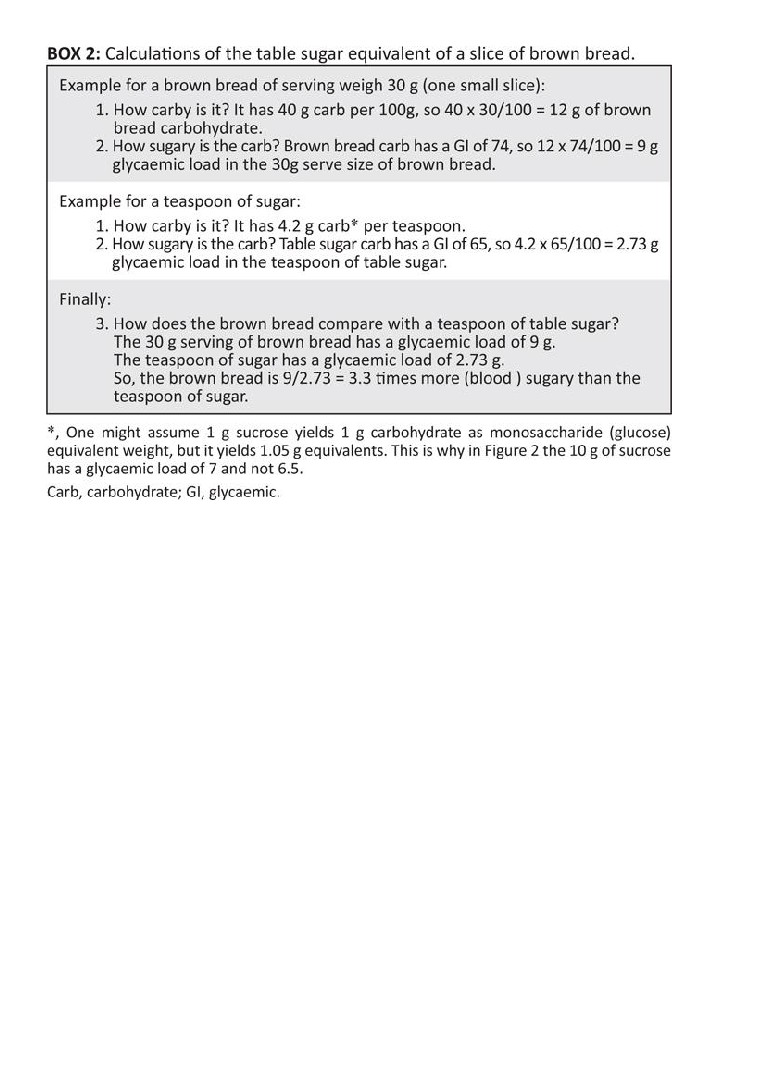 BOX 2: Calculations of the table sugar equivalent of a slice of brown bread.
Example for a brown bread of serving weigh 30 g (one small slice):
1. How carby is it? It has 40 g carb per 100g, so 40 x 30/100 = 12 g of brown
bread carbohydrate.
2. How sugary is the carb? Brown bread carb has a GI of 74, so 12 x 74/100 = 9 g
glycaemic load in the 30g serve size of brown bread.
Example for a teaspoon of sugar:
1. How carby is it? It has 4.2 g carb* per teaspoon.
2. How sugary is the carb? Table sugar carb has a GI of 65, so 4.2 x 65/100 = 2.73 g
glycaemic load in the teaspoon of table sugar.
Finally:
3. How does the brown bread compare with a teaspoon of table sugar?
The 30 g serving of brown bread has a glycaemic load of 9 g.
The teaspoon of sugar has a glycaemic load of 2.73 g.
So, the brown bread is 9/2.73 = 3.3 times more (blood ) sugary than the
teaspoon of sugar.
*, One might assume 1 g sucrose yields 1 g carbohydrate as monosaccharide (glucose)
equivalent weight, but it yields 1.05 g equivalents. This is why in Figure 2 the 10 g of sucrose
has a glycaemic load of 7 and not 6.5.
Carb, carbohydrate; GI, glycaemic.